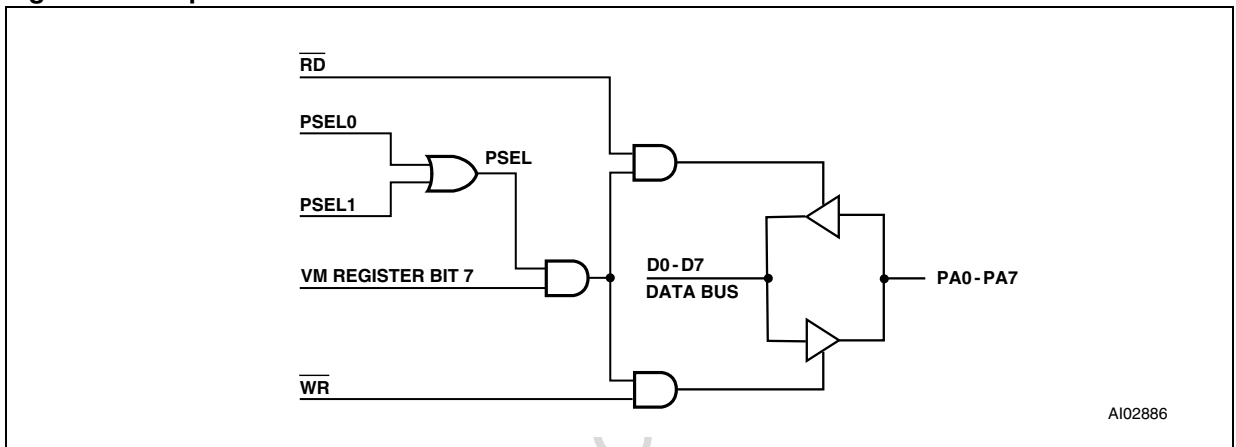 RD
PSEL0
PSEL
PSEL1
VM REGISTER BIT 7
D0-D7
DATA BUS
PA0-PA7
WR
AI02886